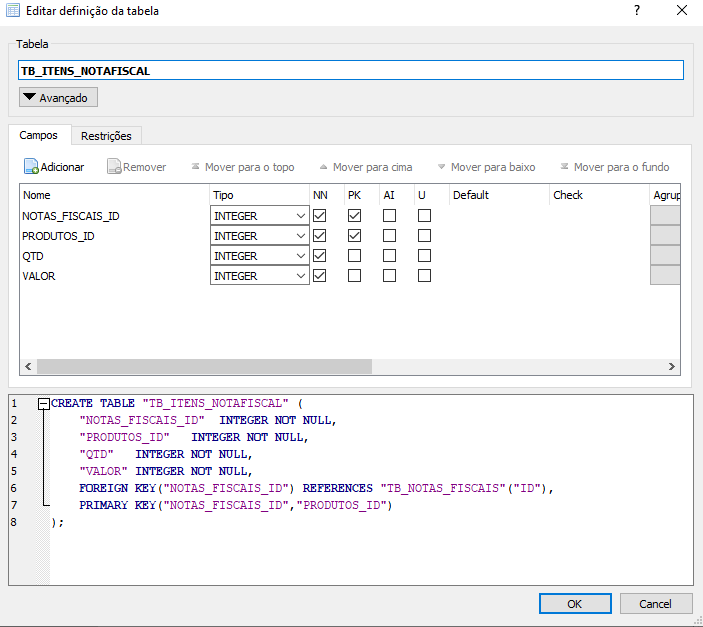 Editar definição da tabela ?
Tabela
TB_ITENS_NOTAFISCAL
Avançado
Campos Restrições
Adicionar Remover Mover para o topo Mover para cima Mover para baixo Mover para o fundo
Nome Tipo NN PK AI U Default Check Agrup
NOTAS_FISCAIS_ID INTEGER
PRODUTOS_ID INTEGER
QTD INTEGER
VALOR INTEGER
1 CREATE TABLE "TB_ITENS_NOTAFISCAL" (
2 "NOTAS_FISCAIS_ID" INTEGER NOT NULL,
3 "PRODUTOS_ID" INTEGER NOT NULL,
4 "QTD" INTEGER NOT NULL,
5 "VALOR" INTEGER NOT NULL,
6 FOREIGN KEY("NOTAS_FISCAIS_ID") REFERENCES "TB_NOTAS_FISCAIS"("ID"),
7 PRIMARY KEY("NOTAS_FISCAIS_ID","PRODUTOS_ID")
8 );
OK Cancel